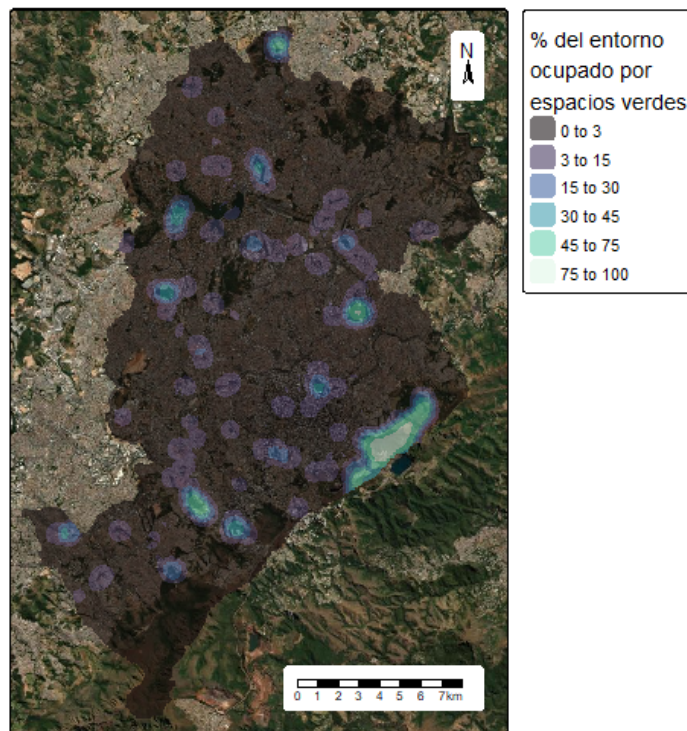 % del entorno
ocupado por
espacios verdes
0 to 3
3 to 15
15 to 30
30 to 45
45 to 75
75 to 100
N
0 1 2 3 4 5 6 7km